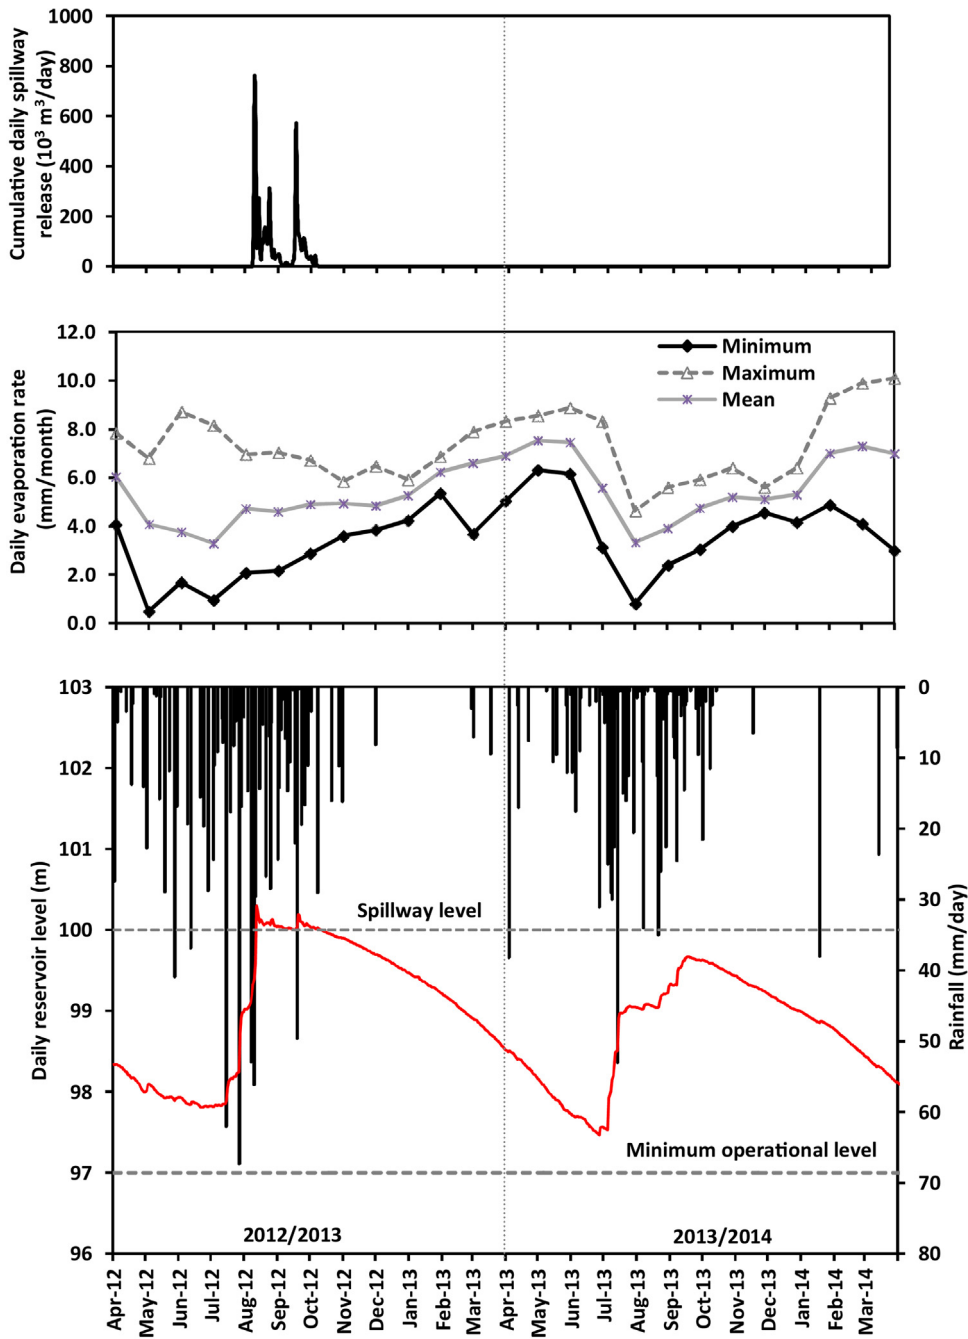 1000
800
600
400
200
0
Cumulative daily spillway
release (10³ m³/day)
12.0
10.0
8.0
6.0
4.0
2.0
0.0
Daily evaporation rate
(mm/month)
Minimum
Maximum
Mean
103
102
101
100
99
98
97
96
Daily reservoir level (m)
0
10
20
30
40
50
60
70
80
Rainfall (mm/day)
Spillway level
Minimum operational level
2012/2013
2013/2014
Apr-12
May-12
Jun-12
Jul-12
Aug-12
Sep-12
Oct-12
Nov-12
Dec-12
Jan-13
Feb-13
Mar-13
Apr-13
May-13
Jun-13
Jul-13
Aug-13
Sep-13
Oct-13
Nov-13
Dec-13
Jan-14
Feb-14
Mar-14